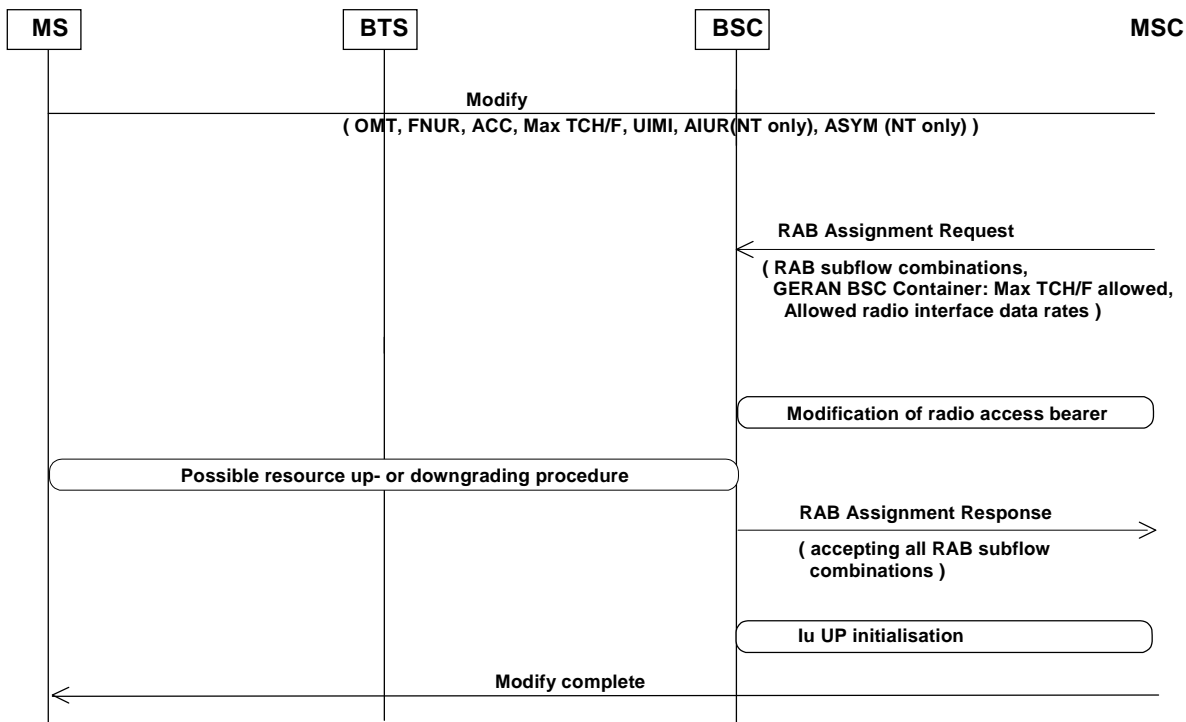 MS BTS BSC MSC
Modify
( OMT, FNUR, ACC, Max TCH/F, UIMI, AIUR(NT only), ASYM (NT only) )
RAB Assignment Request
( RAB subflow combinations,
GERAN BSC Container: Max TCH/F allowed,
Allowed radio interface data rates )
Modification of radio access bearer
Possible resource up- or downgrading procedure
RAB Assignment Response
( accepting all RAB subflow
combinations )
Iu UP initialisation
Modify complete